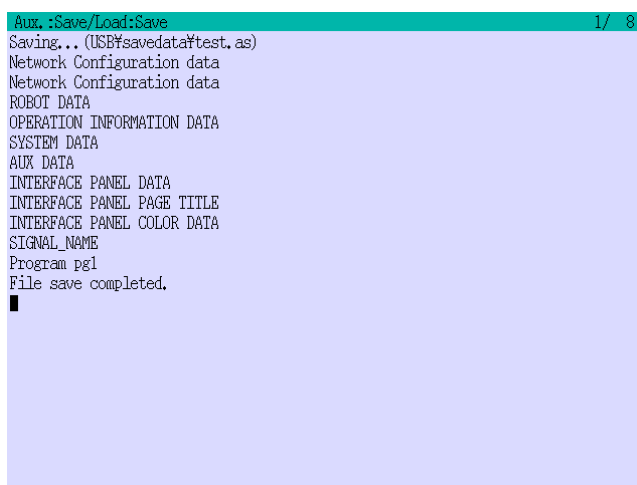 Aux.:Save/Load:Save 1/ 8
Saving...(USB¥savedata¥test.as)
Network Configuration data
Network Configuration data
ROBOT DATA
OPERATION INFORMATION DATA
SYSTEM DATA
AUX DATA
INTERFACE PANEL DATA
INTERFACE PANEL PAGE TITLE
INTERFACE PANEL COLOR DATA
SIGNAL_NAME
Program pg1
File save completed.